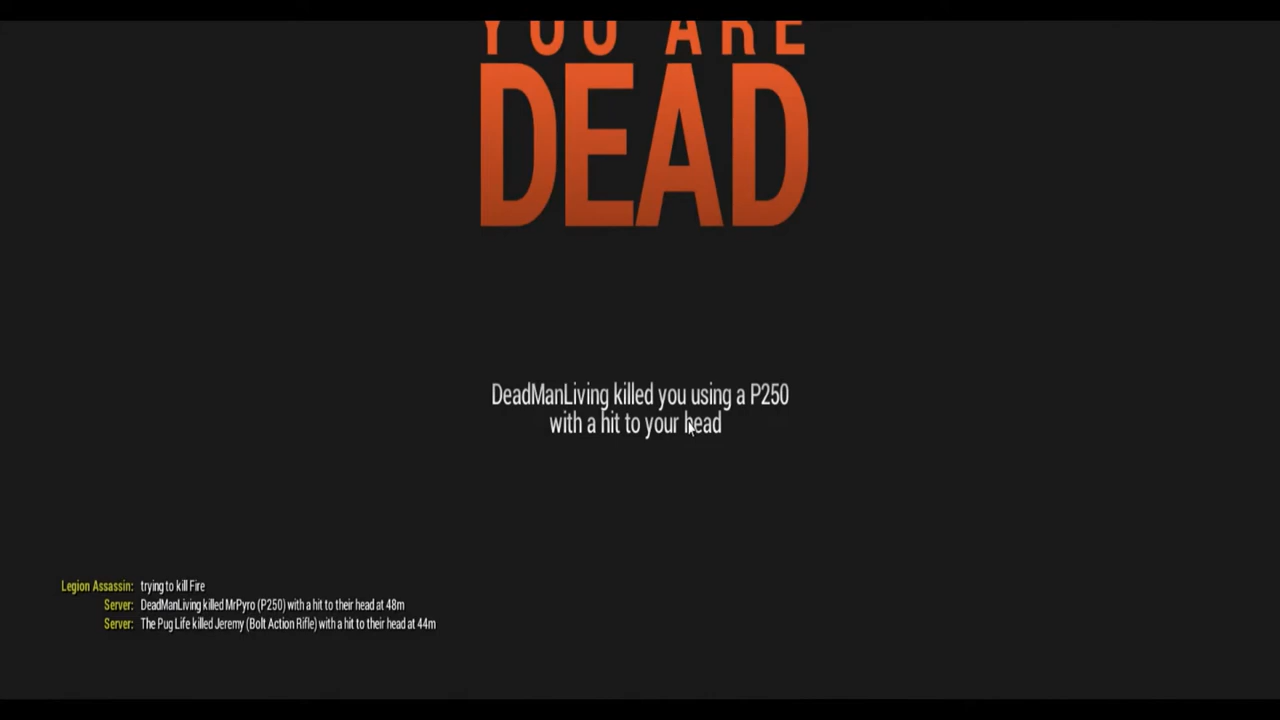 YOU ARE
DEAD
DeadManLiving killed you using a P250
with a hit to your head
Legion Assassin: trying to kill Fire
Server: DeadManLiving killed MrPyro (P250) with a hit to their head at 48m
Server: The Pug Life killed Jeremy (Bolt Action Rifle) with a hit to their head at 44m